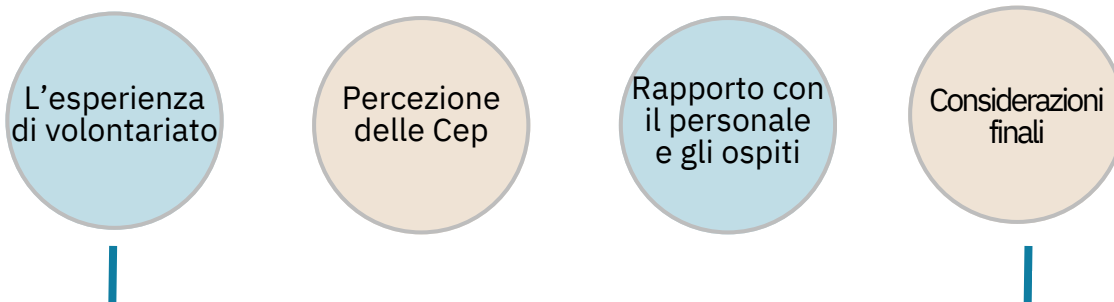 L’esperienza
di volontariato
Percezione
delle Cep
Rapporto con
il personale
e gli ospiti
Considerazioni
finali